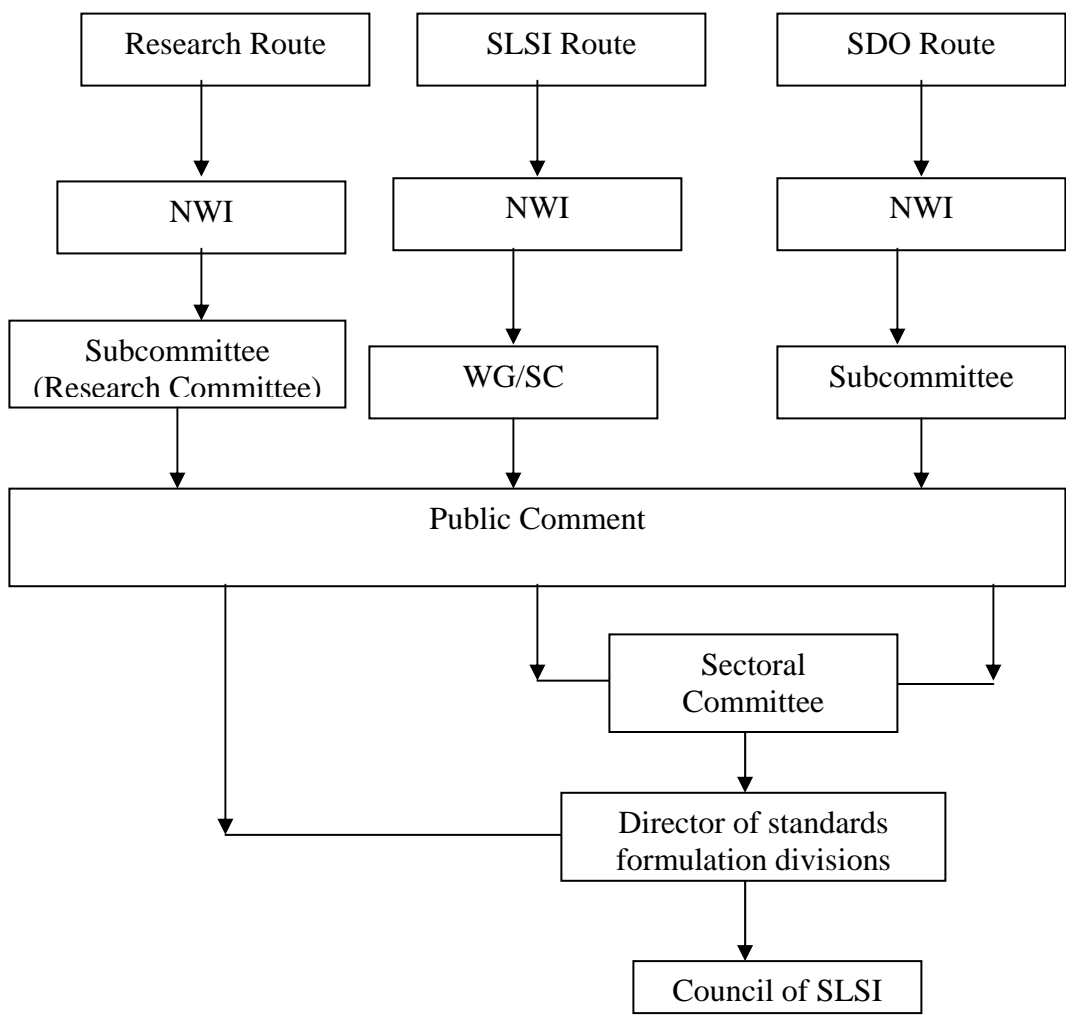 Research Route
SLSI Route
SDO Route
NWI
NWI
NWI
Subcommittee
(Research Committee)
WG/SC
Subcommittee
Public Comment
Sectoral
Committee
Director of standards
formulation divisions
Council of SLSI